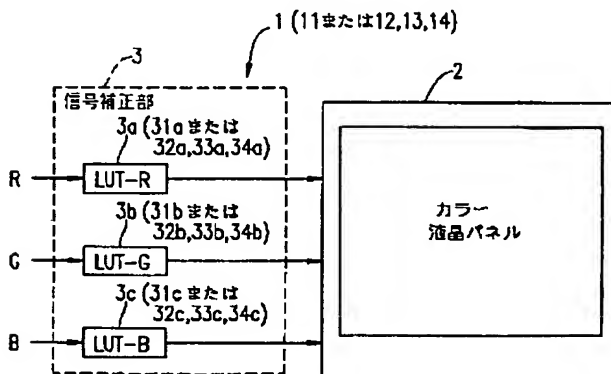 1 (11または12,13,14)
3
2
信号補正部
3a (31aまたは
32a,33a,34a)
R
LUT-R
3b (31bまたは
32b,33b,34b)
G
LUT-G
3c (31cまたは
32c,33c,34c)
B
LUT-B
カラー
液晶パネル